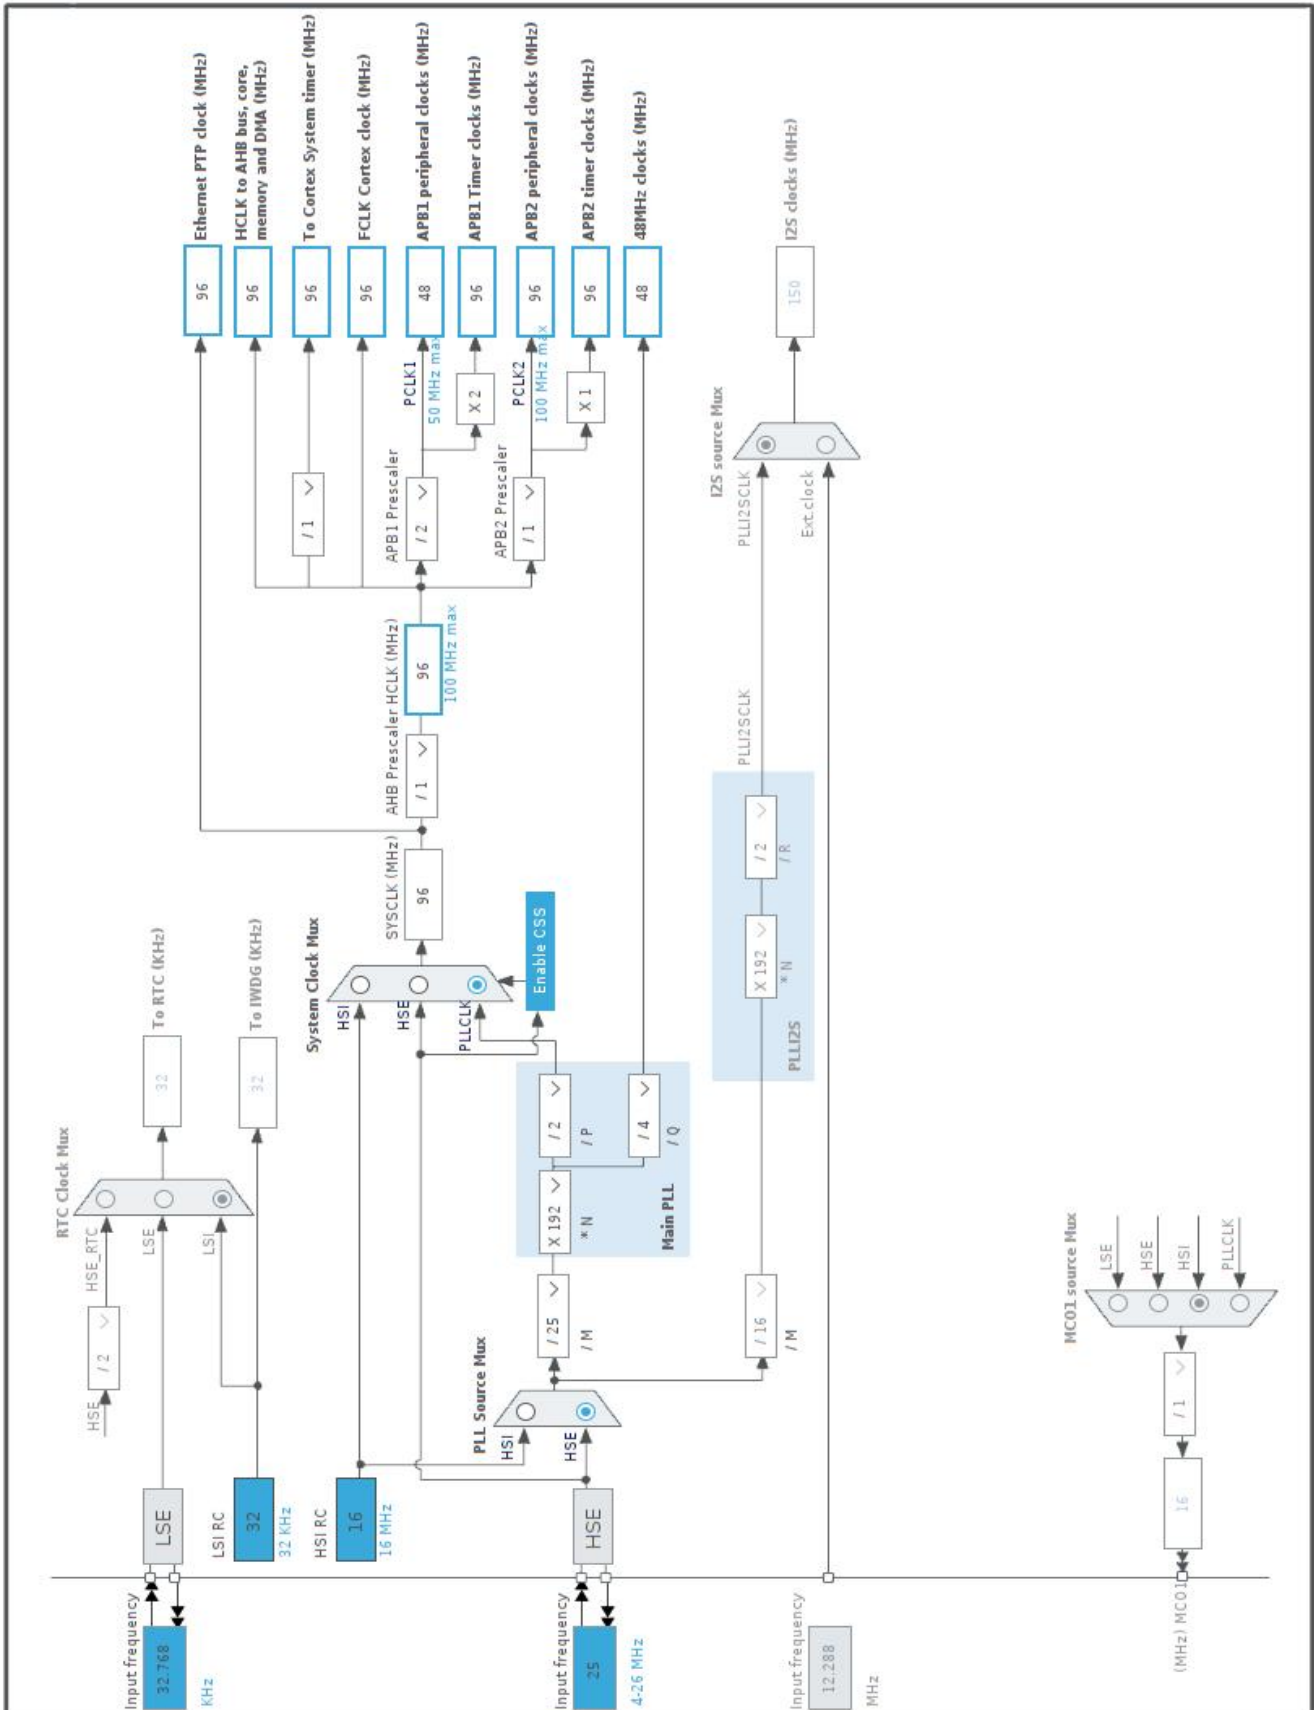 Input frequency
32.768
KHz
LSE
LSI RC
32
32 KHz
HSI RC
16
16 MHz
Input frequency
25
4-26 MHz
HSE
Input frequency
12.288
MHz
HSE
/ 2
HSE_RTC
LSE
LSI
RTC Clock Mux
32
To RTC (KHz)
32
To IWDG (KHz)
PLL Source Mux
HSI
HSE
/ 25
/ M
X 192
* N
/ 2
/ P
/ 4
/ Q
Main PLL
System Clock Mux
HSI
HSE
PLLCLK
Enable CSS
SYSCLK (MHz)
96
AHB Prescaler
/ 1
HCLK (MHz)
96
100 MHz max
/ 1
APB1 Prescaler
/ 2
PCLK1
50 MHz max
X 2
APB2 Prescaler
/ 1
PCLK2
100 MHz max
X 1
96
Ethernet PTP clock (MHz)
96
HCLK to AHB bus, core,
memory and DMA (MHz)
96
To Cortex System timer (MHz)
96
FCLK Cortex clock (MHz)
48
APB1 peripheral clocks (MHz)
96
APB1 Timer clocks (MHz)
96
APB2 peripheral clocks (MHz)
96
APB2 timer clocks (MHz)
48
48MHz clocks (MHz)
/ 16
/ M
X 192
* N
/ 2
/ R
PLLI2S
PLLI2SCLK
PLLI2SCLK
Ext.clock
I2S source Mux
150
I2S clocks (MHz)
(MHz) MCO1
16
/ 1
MCO1 source Mux
LSE
HSE
HSI
PLLCLK